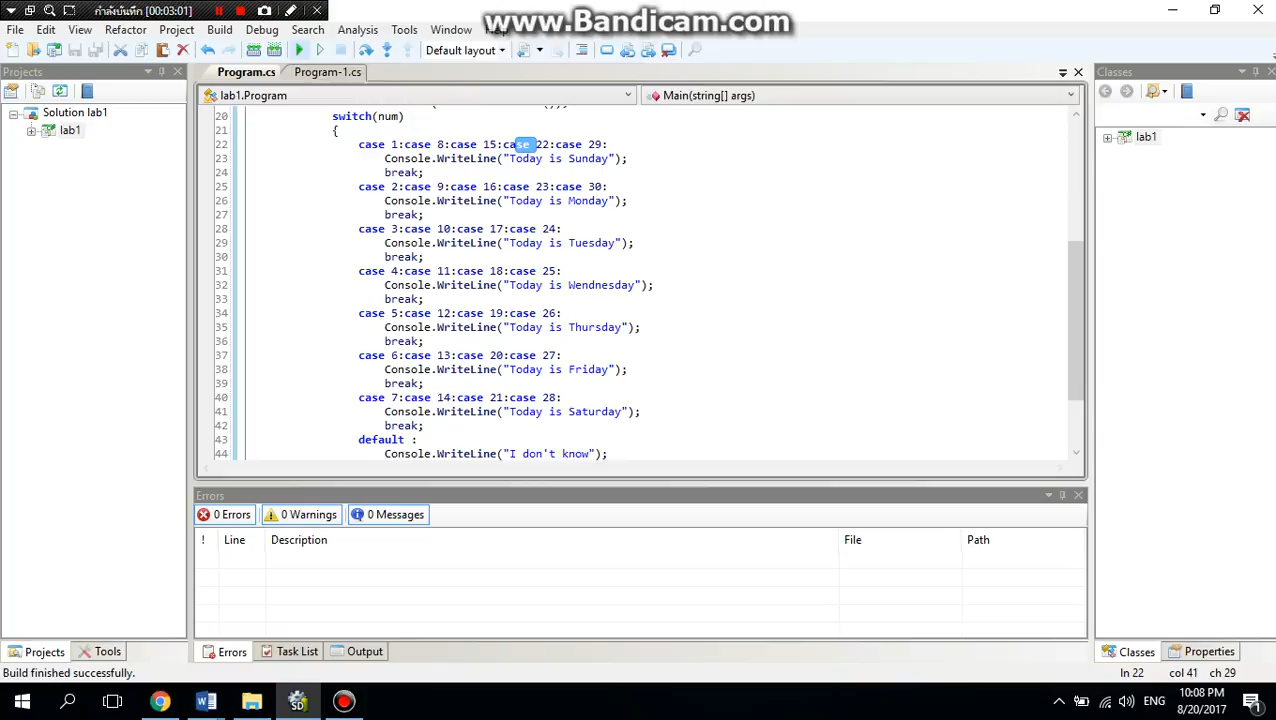 กำลังบันทึก [00:03:01]
www.Bandicam.com
File Edit View Refactor Project Build Debug Search Analysis Tools Window
Default layout
Projects
Program.cs Program-1.cs
Classes
lab1.Program
Main(string[] args)
Solution lab1
lab1
lab1
20 switch(num)
21 {
22 case 1:case 8:case 15:case 22:case 29:
23 Console.WriteLine("Today is Sunday");
24 break;
25 case 2:case 9:case 16:case 23:case 30:
26 Console.WriteLine("Today is Monday");
27 break;
28 case 3:case 10:case 17:case 24:
29 Console.WriteLine("Today is Tuesday");
30 break;
31 case 4:case 11:case 18:case 25:
32 Console.WriteLine("Today is Wendnesday");
33 break;
34 case 5:case 12:case 19:case 26:
35 Console.WriteLine("Today is Thursday");
36 break;
37 case 6:case 13:case 20:case 27:
38 Console.WriteLine("Today is Friday");
39 break;
40 case 7:case 14:case 21:case 28:
41 Console.WriteLine("Today is Saturday");
42 break;
43 default :
44 Console.WriteLine("I don't know");
Errors
0 Errors 0 Warnings 0 Messages
! Line Description File Path
Projects Tools
Errors Task List Output
Classes Properties
Build finished successfully.
ln 22 col 41 ch 29
ENG
10:08 PM
8/20/2017